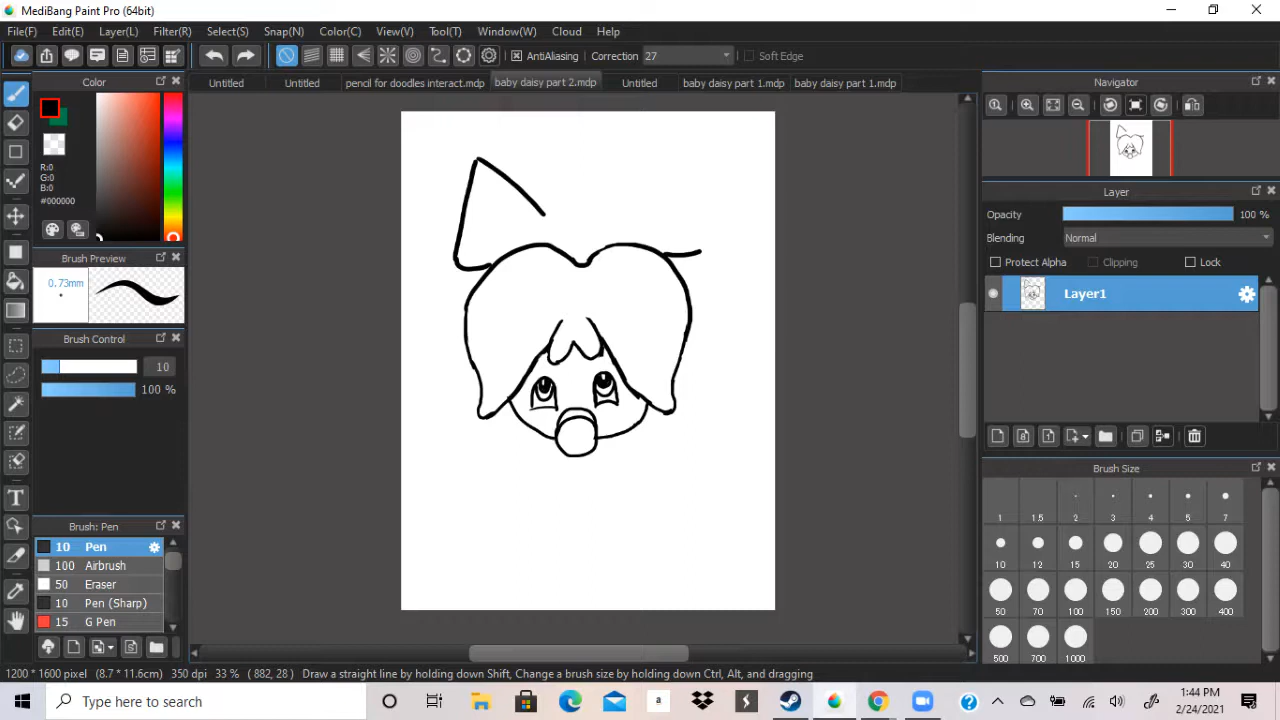 MediBang Paint Pro (64bit)
File(F) Edit(E) Layer(L) Filter(R) Select(S) Snap(N) Color(C) View(V) Tool(T) Window(W) Cloud Help
AntiAliasing Correction 27 Soft Edge
Untitled Untitled pencil for doodles interact.mdp baby daisy part 2.mdp Untitled baby daisy part 1.mdp baby daisy part 1.mdp
Color
R:0
G:0
B:0
#000000
Brush Preview
0.73mm
Brush Control
10
100 %
Brush: Pen
10 Pen
100 Airbrush
50 Eraser
10 Pen (Sharp)
15 G Pen
Navigator
Layer
Opacity 100 %
Blending Normal
Protect Alpha Clipping Lock
Layer1
Brush Size
1 1.5 2 3 4 5 7
10 12 15 20 25 30 40
50 70 100 150 200 300 400
500 700 1000
1200 * 1600 pixel (8.7 * 11.6cm) 350 dpi 33 % ( 882, 28 ) Draw a straight line by holding down Shift, Change a brush size by holding down Ctrl, Alt, and dragging
Type here to search
1:44 PM
2/24/2021